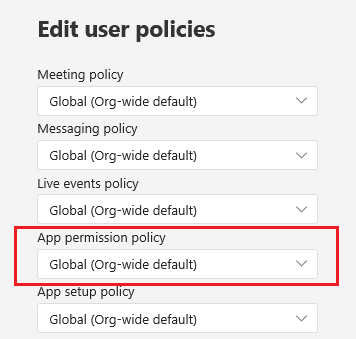 Edit user policies
Meeting policy
Global (Org-wide default)
Messaging policy
Global (Org-wide default)
Live events policy
Global (Org-wide default)
App permission policy
Global (Org-wide default)
App setup policy
Global (Org-wide default)